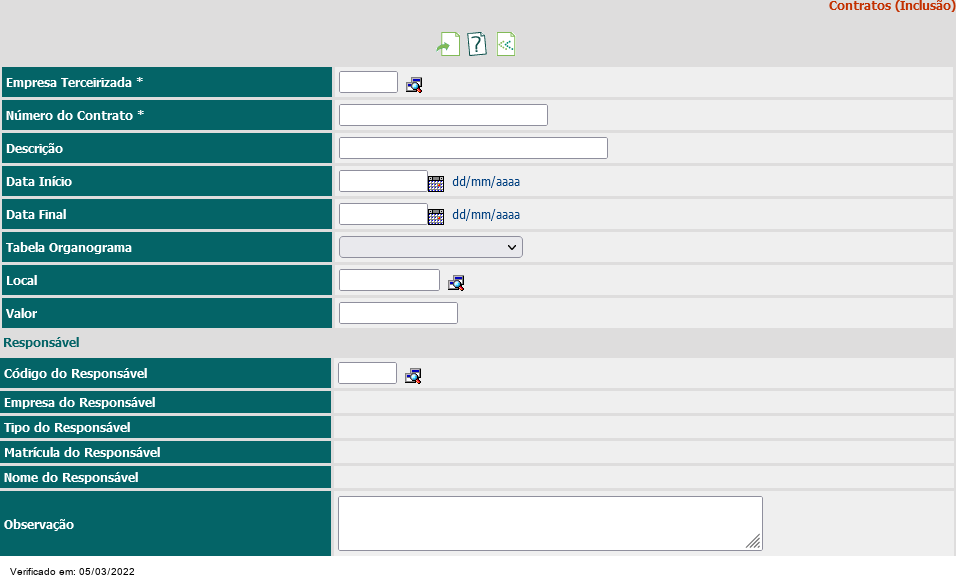 Contratos (Inclusão)
?
Empresa Terceirizada *
Número do Contrato *
Descrição
Data Início dd/mm/aaaa
Data Final dd/mm/aaaa
Tabela Organograma
Local
Valor
Responsável
Código do Responsável
Empresa do Responsável
Tipo do Responsável
Matrícula do Responsável
Nome do Responsável
Observação
Verificado em: 05/03/2022